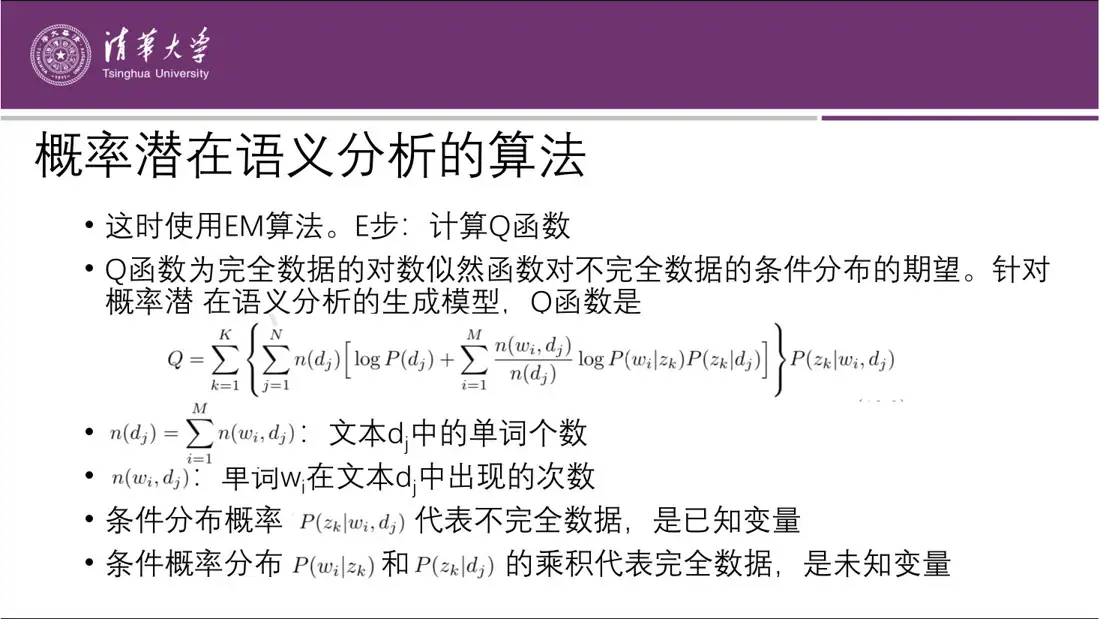 清华大学
Tsinghua University
概率潜在语义分析的算法
• 这时使用EM算法。E步：计算Q函数
• Q函数为完全数据的对数似然函数对不完全数据的条件分布的期望。针对
概率潜 在语义分析的生成模型，Q函数是
Q = \sum_{k=1}^{K} \left\{ \sum_{j=1}^{N} n(d_j) \left[ \log P(d_j) + \sum_{i=1}^{M} \frac{n(w_i, d_j)}{n(d_j)} \log P(w_i|z_k)P(z_k|d_j) \right] \right\} P(z_k|w_i, d_j)
• n(d_j) = \sum_{i=1}^{M} n(w_i, d_j)：文本d_j中的单词个数
• n(w_i, d_j)：单词w_i在文本d_j中出现的次数
• 条件分布概率 P(z_k|w_i, d_j) 代表不完全数据，是已知变量
• 条件概率分布 P(w_i|z_k) 和 P(z_k|d_j) 的乘积代表完全数据，是未知变量